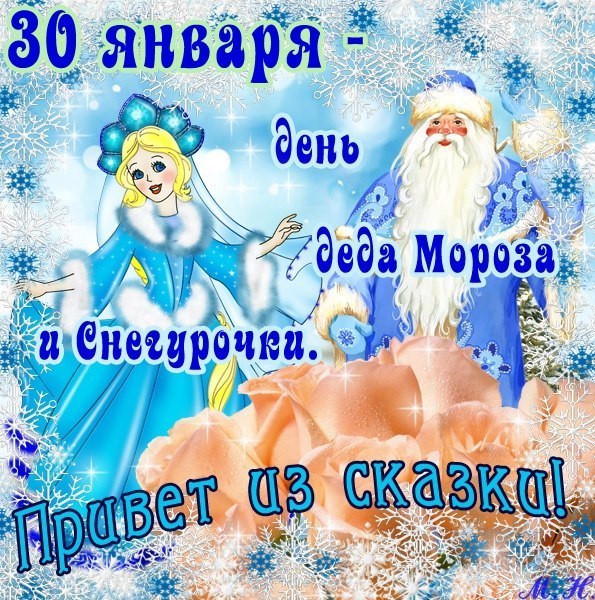 30 января -
день
деда Мороза
и Снегурочки.
Привет из сказки!
М.Н.